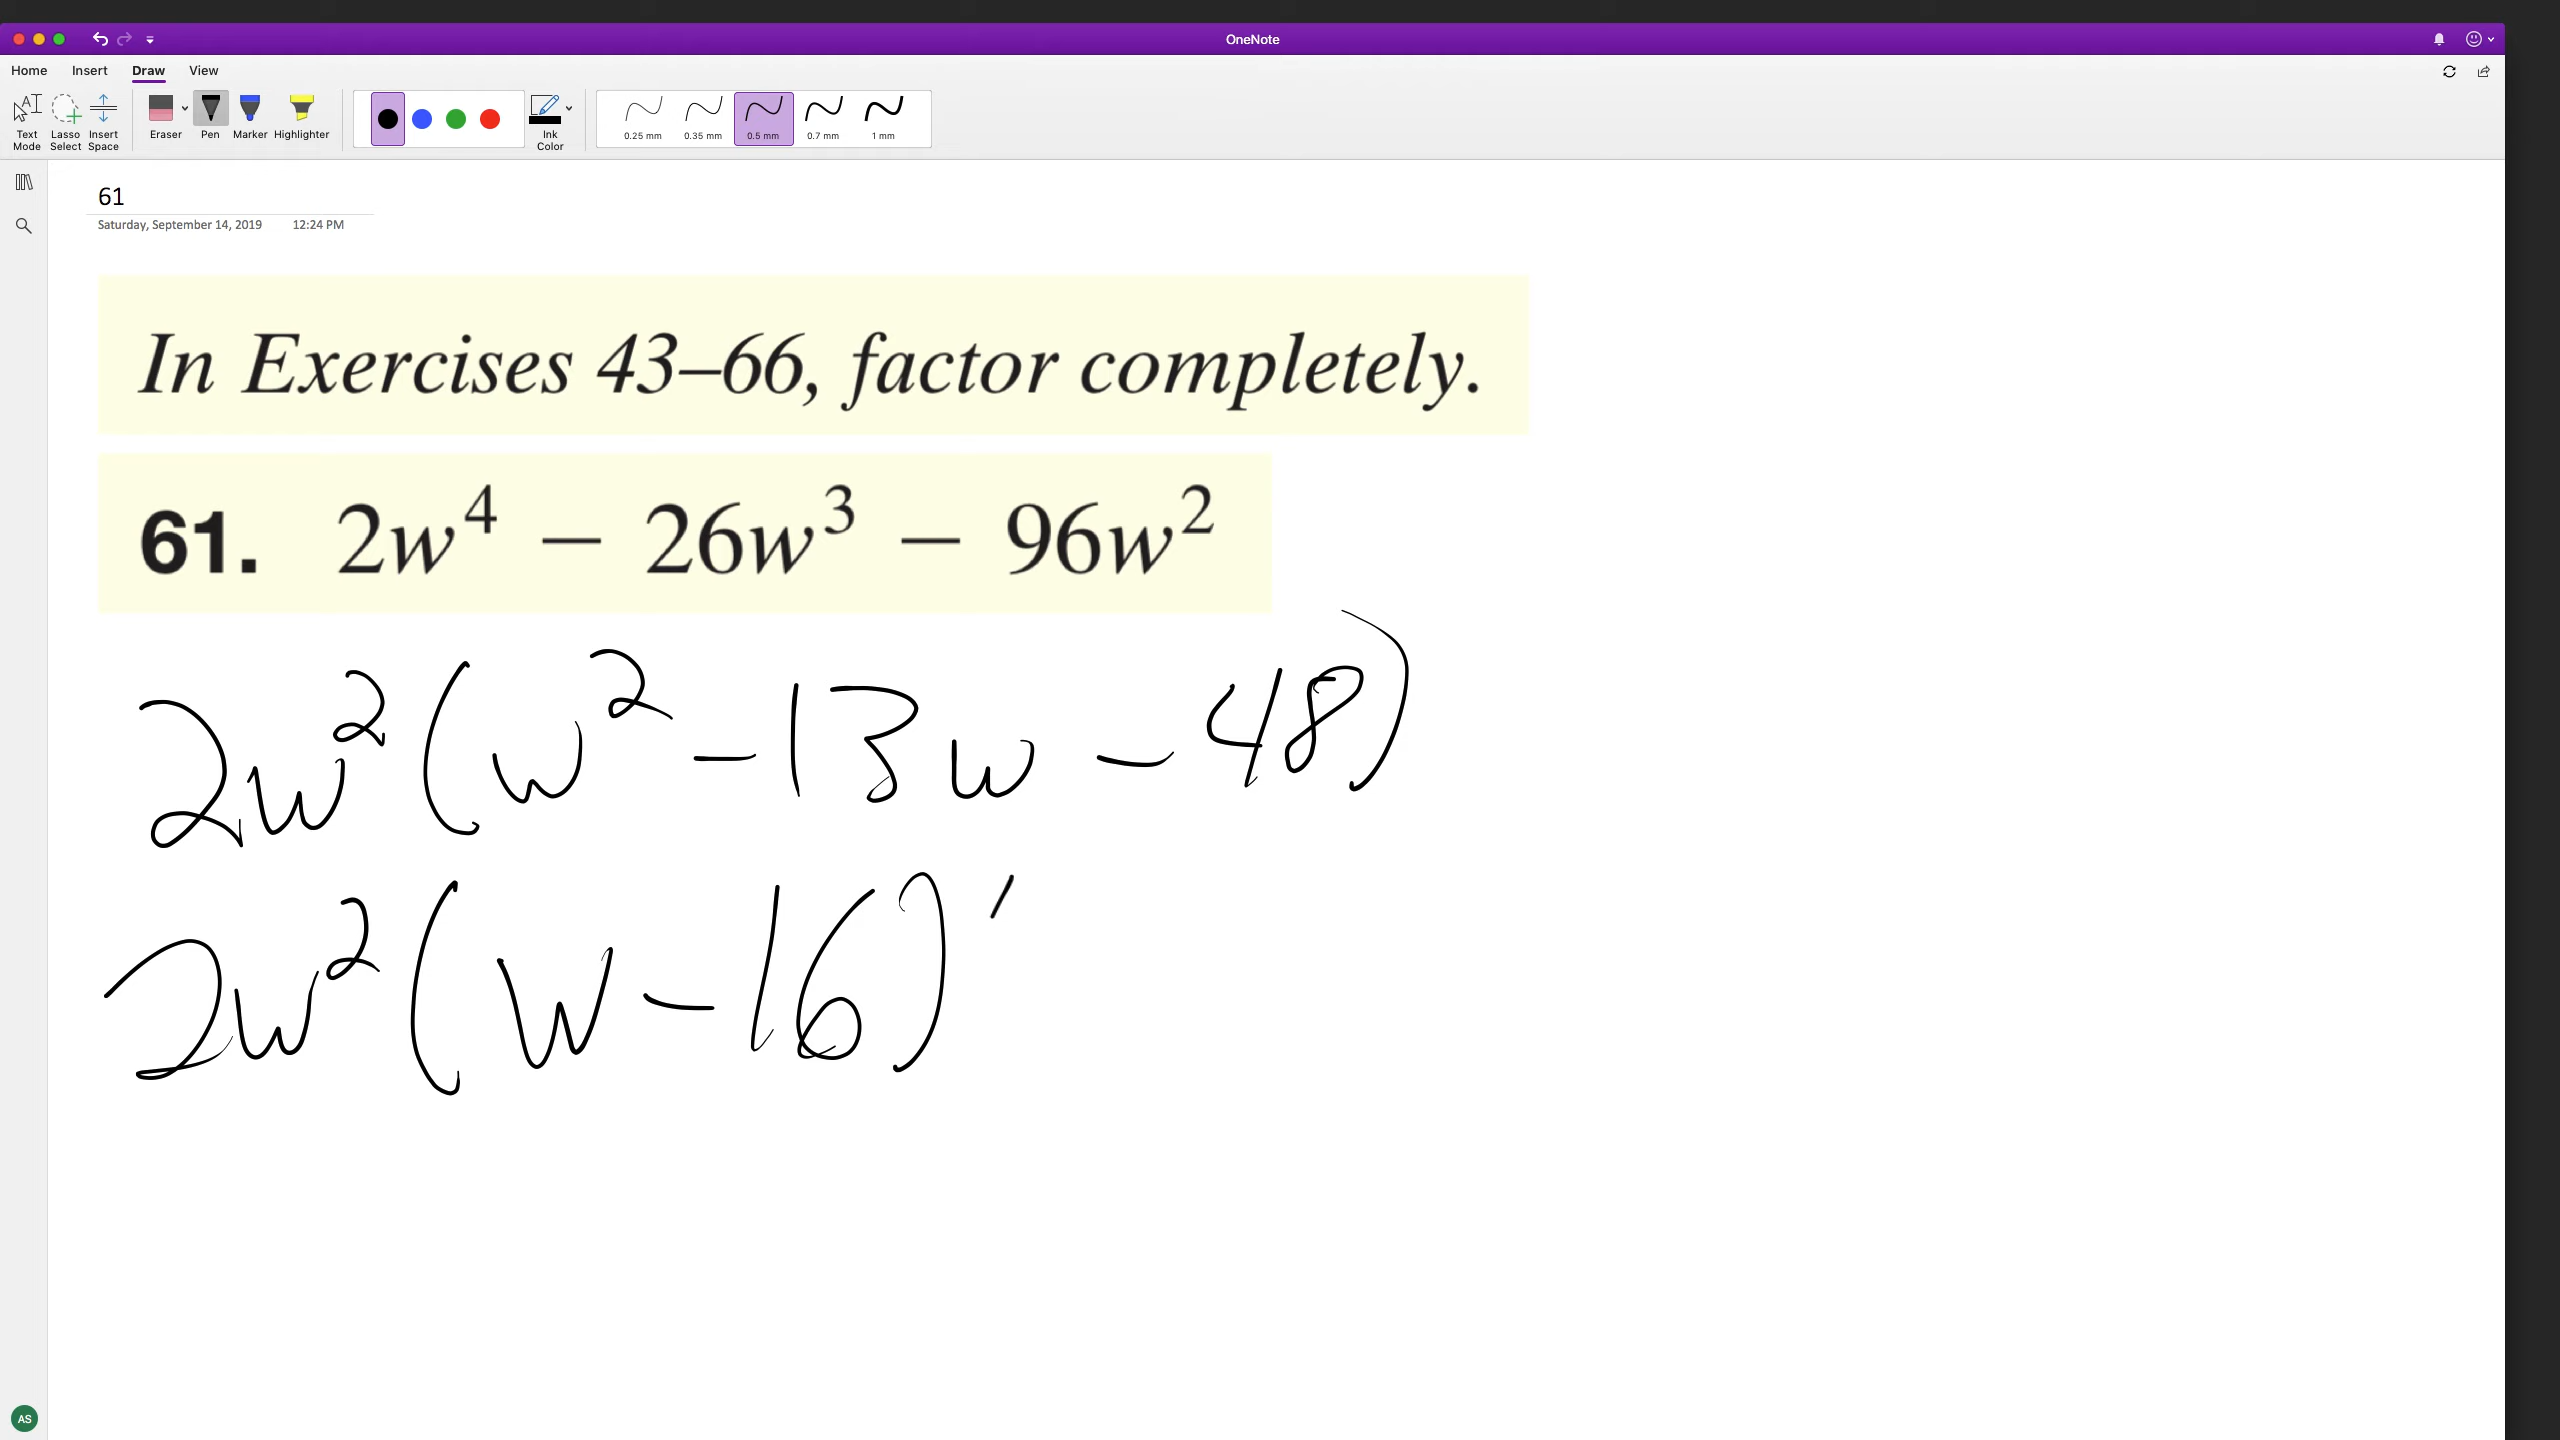 OneNote
Home Insert Draw View
Text Mode Lasso Select Insert Space Eraser Pen Marker Highlighter Ink Color 0.25 mm 0.35 mm 0.5 mm 0.7 mm 1 mm
61
Saturday, September 14, 2019 12:24 PM
In Exercises 43–66, factor completely.
61. 2w⁴ − 26w³ − 96w²
2w²(w² − 13w − 48)
2w²(w − 16)
AS